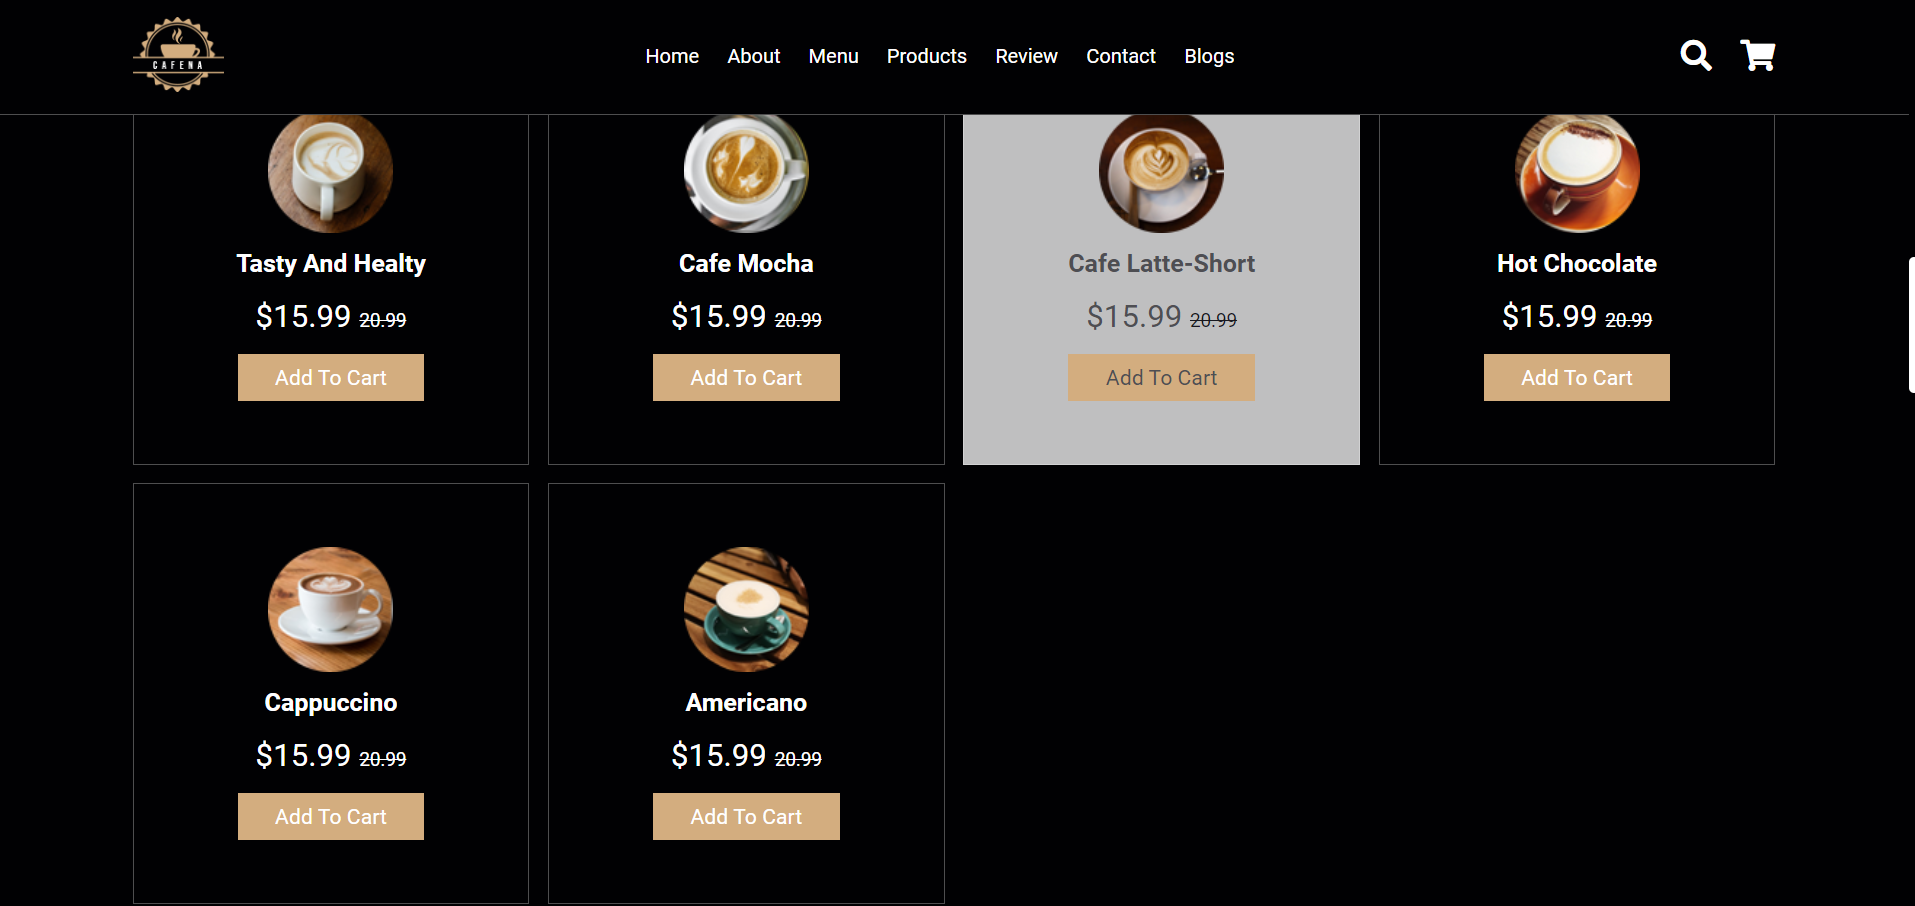 CAFENA
Home About Menu Products Review Contact Blogs
Tasty And Healty
$15.99 20.99
Add To Cart
Cafe Mocha
$15.99 20.99
Add To Cart
Cafe Latte-Short
$15.99 20.99
Add To Cart
Hot Chocolate
$15.99 20.99
Add To Cart
Cappuccino
$15.99 20.99
Add To Cart
Americano
$15.99 20.99
Add To Cart